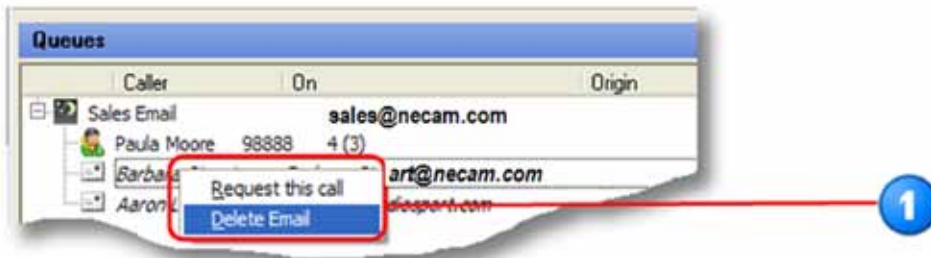 Queues
Caller On Origin
Sales Email sales@necam.com
Paula Moore 98888 4 (3)
Barbara art@necam.com
Request this call
Aaron
Delete Email
1